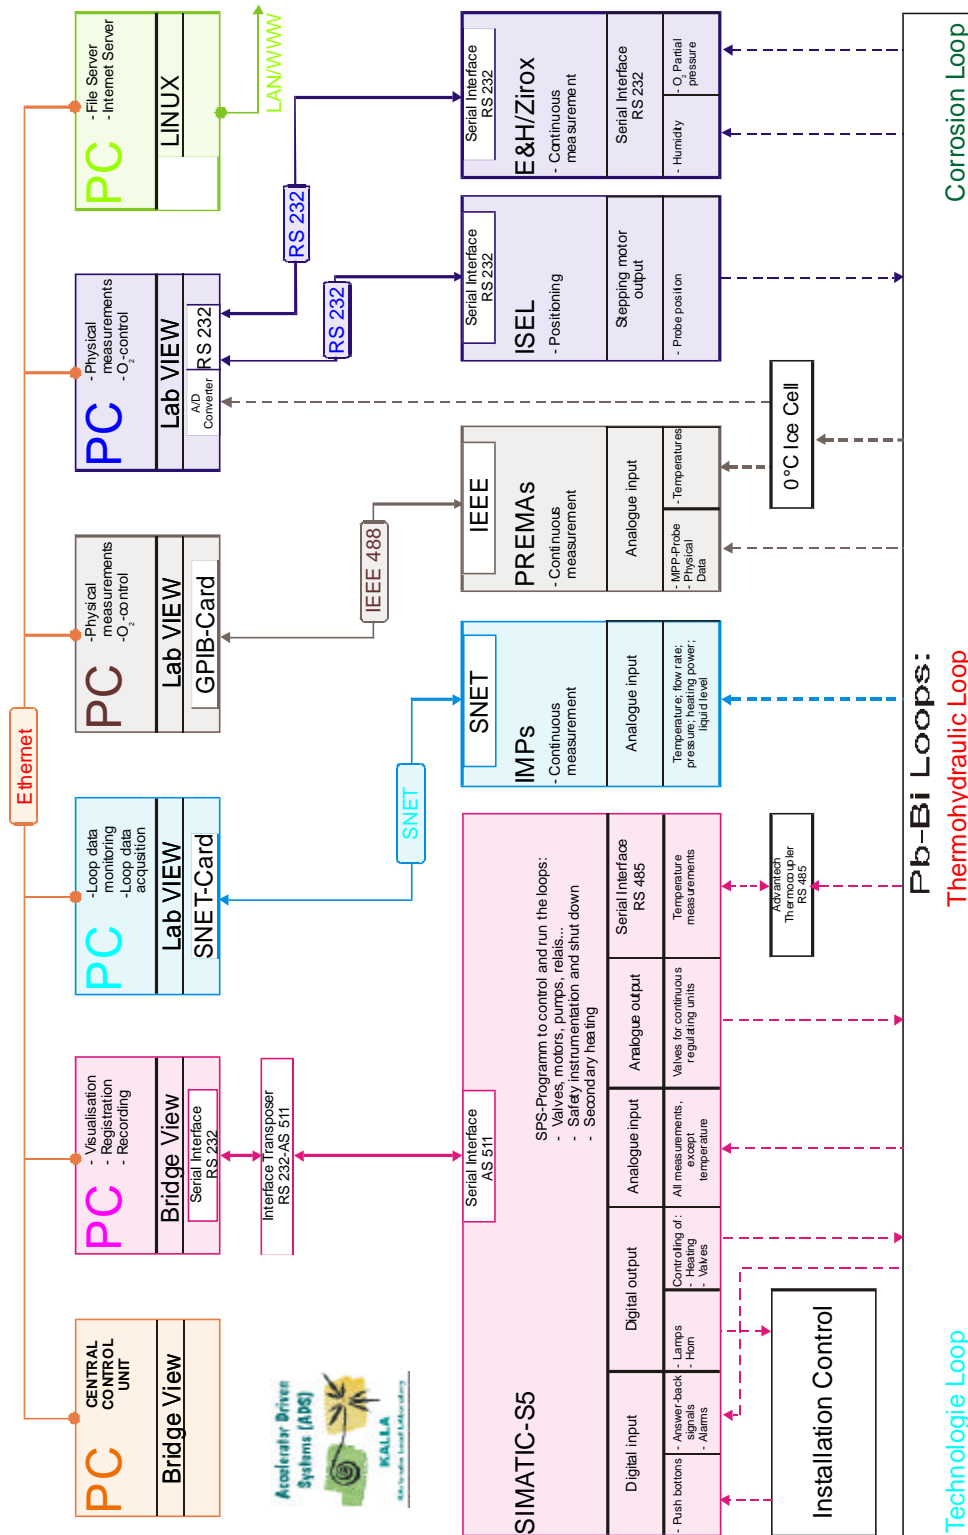 Ethernet
PC
CENTRAL
CONTROL
UNIT
Bridge View
PC
- Visualisation
- Registration
- Recording
Bridge View
Serial Interface
RS 232
Interface Transposer
RS 232-AS 511
PC
-Loop data
monitoring
-Loop data
acqusition
Lab VIEW
SNET-Card
SNET
PC
-Physical
measurements
-O2-control
Lab VIEW
GPIB-Card
IEEE 488
PC
- Physical
measurements
- O2-control
Lab VIEW
A/D
Converter
RS 232
RS 232
RS 232
PC
- File Server
- Internet Server
LINUX
LAN/WWW
Accelerator Driven
Systems (ADS)
KALLA
SIMATIC-S5
Serial Interface
AS 511
SPS-Programm to control and run the loops:
- Valves, motors, pumps, relais...
- Safety instrumentation and shut down
- Secondary heating
Digital input
Digital output
Analogue input
Analogue output
Serial Interface
RS 485
- Push bottons
- Answer-back
signals
- Alarms
- Lamps
- Horn
Controlling of :
- Heating
- Valves
All measurements,
except
temperature
Valves for continuous
regulating units
Temperature
measurements
IMPs
SNET
- Continuous
measurement
Analogue input
Temperature; flow rate;
pressure; heating power;
liquid level
PREMAs
IEEE
- Continuous
measurement
Analogue input
- MPP-Probe
- Physical
Data
- Temperatures
ISEL
Serial Interface
RS 232
- Positioning
Stepping motor
output
- Probe position
E&H/Zirox
Serial Interface
RS 232
- Continuous
measurement
Serial Interface
RS 232
- Humidity
- O2 Partial
pressure
Installation Control
Advantech
Thermocoupler
RS 485
0°C Ice Cell
Pb-Bi Loops:
Technologie Loop
Thermohydraulic Loop
Corrosion Loop